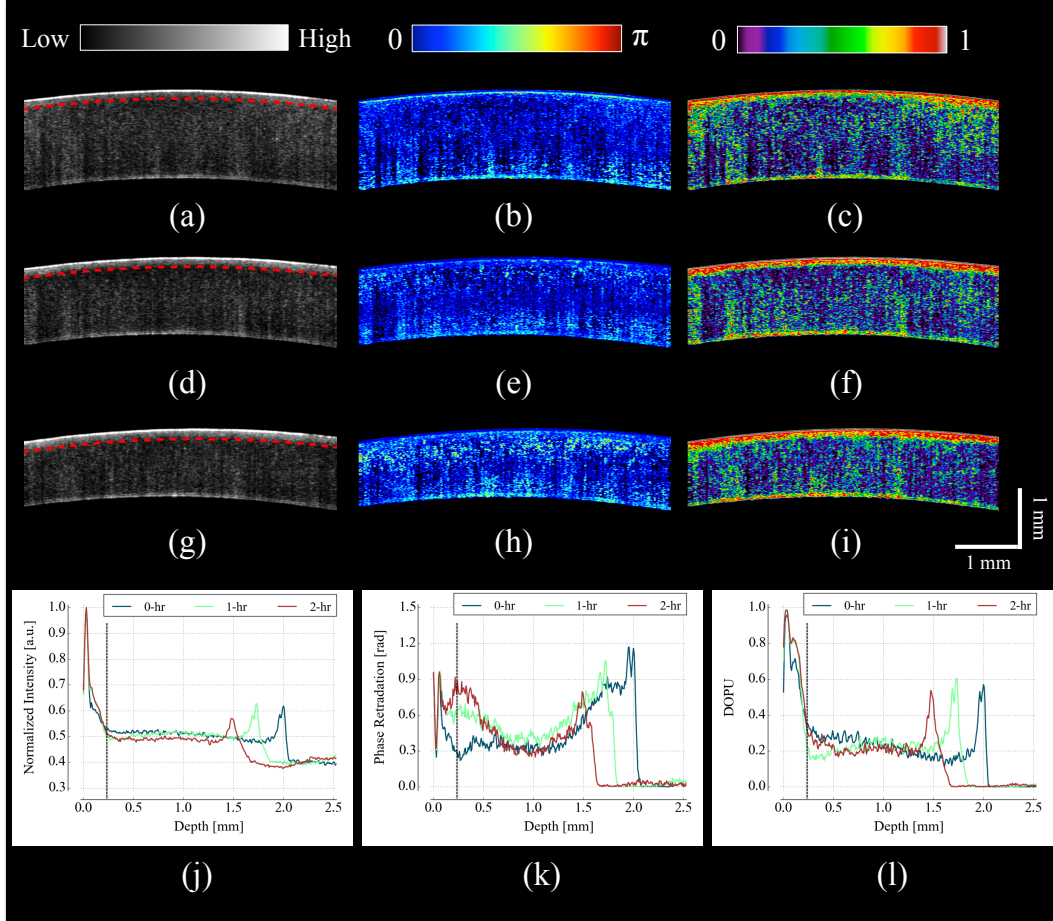 Low High 0 π 0 1
(a) (b) (c)
(d) (e) (f)
(g) (h) (i)
1 mm
1 mm
0-hr 1-hr 2-hr
1.0
0.9
0.8
0.7
0.6
0.5
0.4
0.3
Normalized Intensity [a.u.]
0.0 0.5 1.0 1.5 2.0 2.5
Depth [mm]
(j)
0-hr 1-hr 2-hr
1.5
1.2
0.9
0.6
0.3
0.0
Phase Retradation [rad]
0.0 0.5 1.0 1.5 2.0 2.5
Depth [mm]
(k)
0-hr 1-hr 2-hr
1.0
0.8
0.6
0.4
0.2
0.0
DOPU
0.0 0.5 1.0 1.5 2.0 2.5
Depth [mm]
(l)